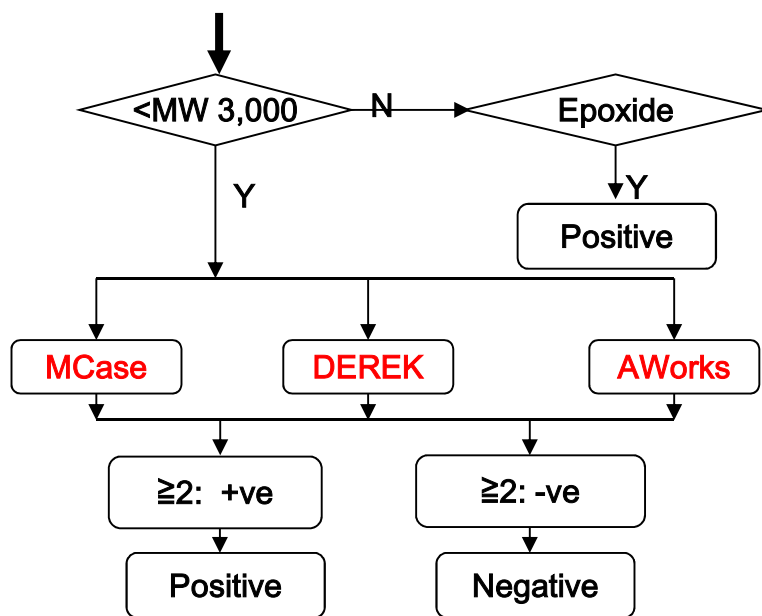 <MW 3,000
N
Epoxide
Y
Y
Positive
MCase
DEREK
AWorks
≧2: +ve
≧2: -ve
Positive
Negative